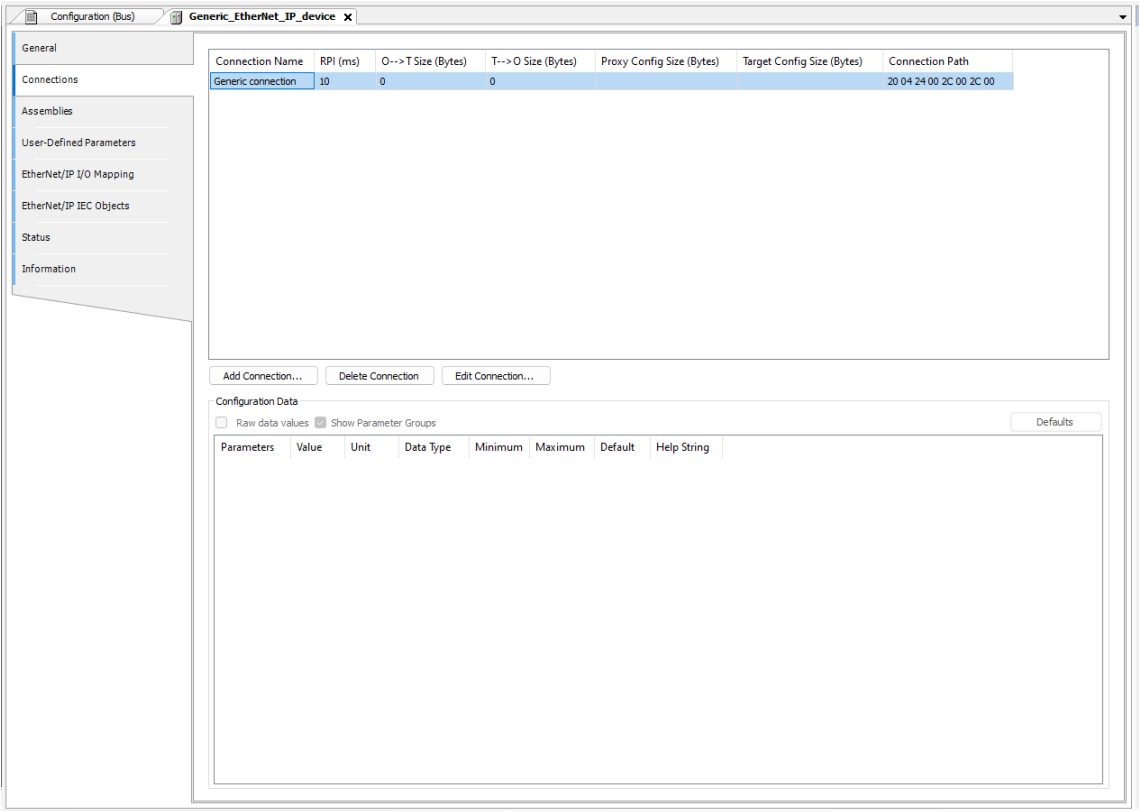 Configuration (Bus) Generic_EtherNet_IP_device x
General
Connections
Assemblies
User-Defined Parameters
EtherNet/IP I/O Mapping
EtherNet/IP IEC Objects
Status
Information
Connection Name RPI (ms) O-->T Size (Bytes) T-->O Size (Bytes) Proxy Config Size (Bytes) Target Config Size (Bytes) Connection Path
Generic connection 10 0 0 20 04 24 00 2C 00 2C 00
Add Connection... Delete Connection Edit Connection...
Configuration Data
Raw data values Show Parameter Groups Defaults
Parameters Value Unit Data Type Minimum Maximum Default Help String